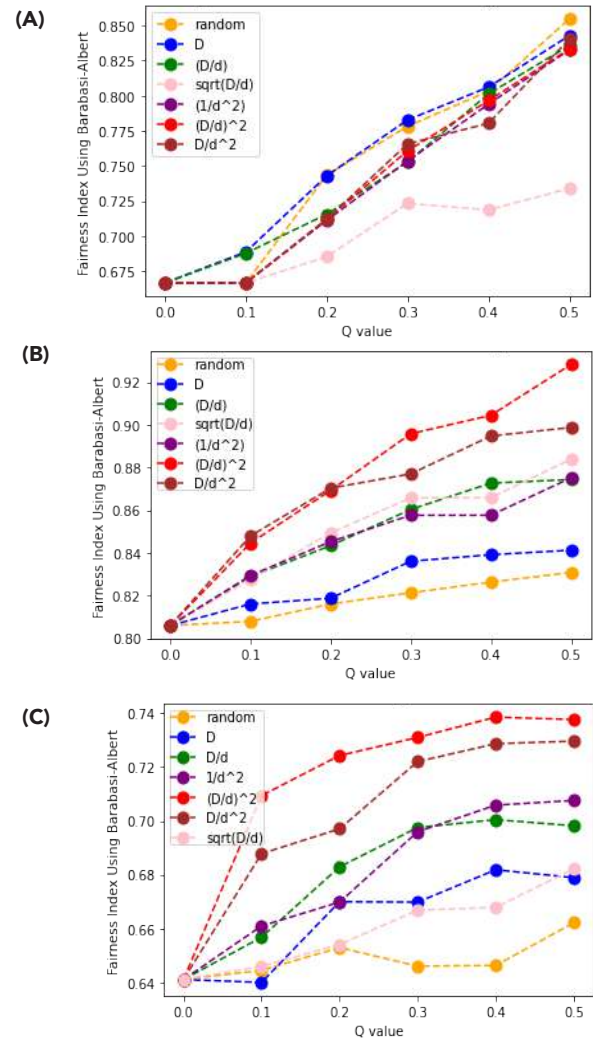 (A)
0.850
0.825
0.800
0.775
0.750
0.725
0.700
0.675
Fairness Index Using Barabasi-Albert
random
D
(D/d)
sqrt(D/d)
(1/d^2)
(D/d)^2
D/d^2
0.0 0.1 0.2 0.3 0.4 0.5
Q value
(B)
0.92
0.90
0.88
0.86
0.84
0.82
0.80
Fairness Index Using Barabasi-Albert
random
D
(D/d)
sqrt(D/d)
(1/d^2)
(D/d)^2
D/d^2
0.0 0.1 0.2 0.3 0.4 0.5
Q value
(C)
0.74
0.72
0.70
0.68
0.66
0.64
Fairness Index Using Barabasi-Albert
random
D
D/d
1/d^2
(D/d)^2
D/d^2
sqrt(D/d)
0.0 0.1 0.2 0.3 0.4 0.5
Q value